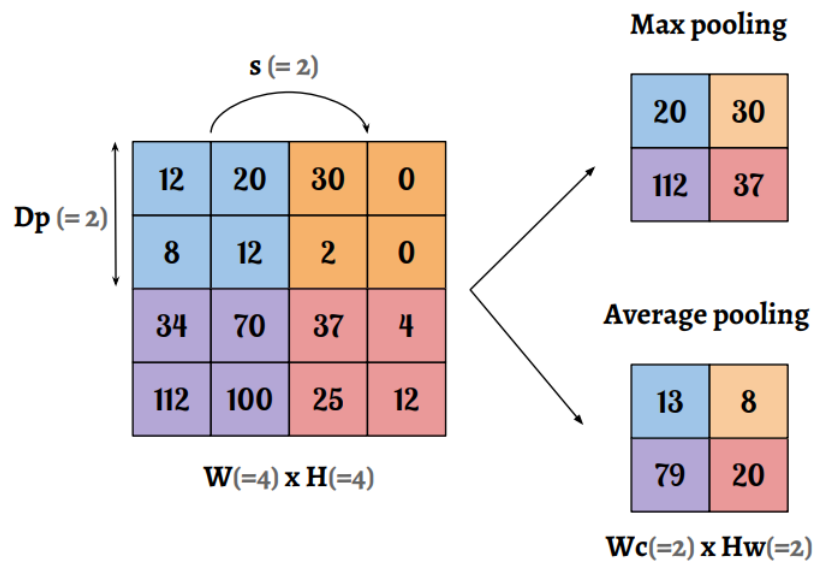 Max pooling
s (= 2)
20 30
112 37
12 20 30 0
Dp (= 2)
8 12 2 0
34 70 37 4
112 100 25 12
W(=4) x H(=4)
Average pooling
13 8
79 20
Wc(=2) x Hw(=2)